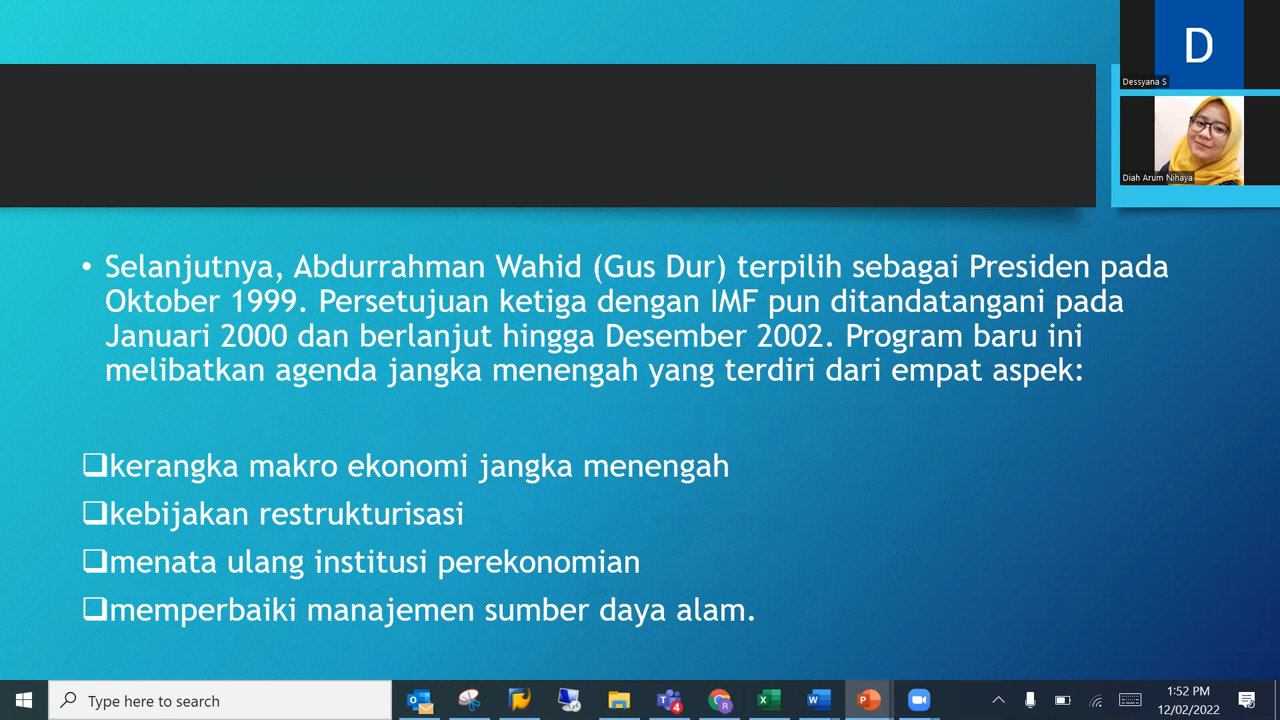 D
Dessyana S
Diah Arum Nihaya
• Selanjutnya, Abdurrahman Wahid (Gus Dur) terpilih sebagai Presiden pada
Oktober 1999. Persetujuan ketiga dengan IMF pun ditandatangani pada
Januari 2000 dan berlanjut hingga Desember 2002. Program baru ini
melibatkan agenda jangka menengah yang terdiri dari empat aspek:
❑kerangka makro ekonomi jangka menengah
❑kebijakan restrukturisasi
❑menata ulang institusi perekonomian
❑memperbaiki manajemen sumber daya alam.
Type here to search
4
1:52 PM
12/02/2022